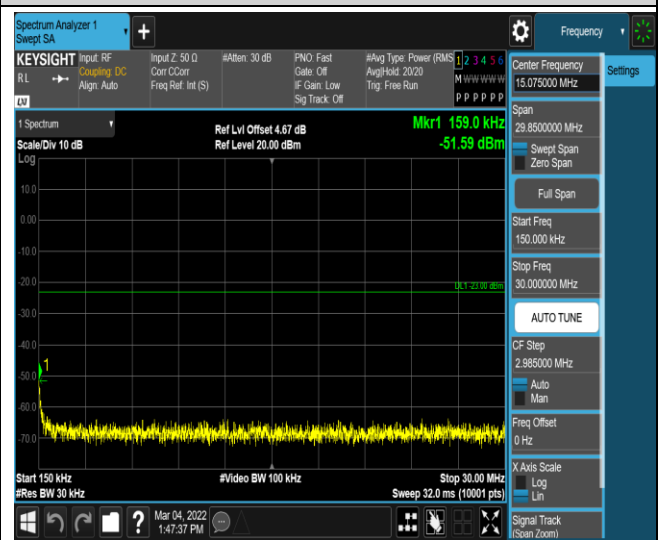 Spectrum Analyzer 1
Swept SA
Frequency
KEYSIGHT
RL
LXI
Input: RF
Coupling: DC
Align: Auto
Input Z: 50 Ω
Corr CCorr
Freq Ref: Int (S)
#Atten: 30 dB
PNO: Fast
Gate: Off
IF Gain: Low
Sig Track: Off
#Avg Type: Power (RMS
Avg|Hold: 20/20
Trig: Free Run
1 2 3 4 5 6
M W W W W W
P P P P P P
1 Spectrum
Scale/Div 10 dB
Log
Ref Lvl Offset 4.67 dB
Ref Level 20.00 dBm
Mkr1 159.0 kHz
-51.59 dBm
10.0
0.00
-10.0
-20.0
DL1 -23.00 dBm
-30.0
-40.0
1
-50.0
-60.0
-70.0
Start 150 kHz
#Res BW 30 kHz
#Video BW 100 kHz
Stop 30.00 MHz
Sweep 32.0 ms (10001 pts)
Mar 04, 2022
1:47:37 PM
Center Frequency
15.075000 MHz
Span
29.8500000 MHz
Swept Span
Zero Span
Full Span
Start Freq
150.000 kHz
Stop Freq
30.000000 MHz
AUTO TUNE
CF Step
2.985000 MHz
Auto
Man
Freq Offset
0 Hz
X Axis Scale
Log
Lin
Signal Track
(Span Zoom)
Settings